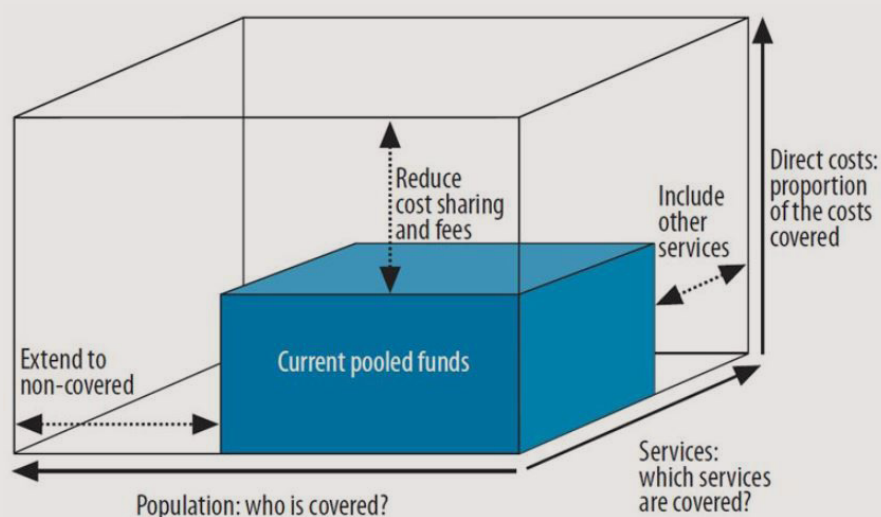 Reduce
cost sharing
and fees
Include
other
services
Direct costs:
proportion
of the costs
covered
Extend to
non-covered
Current pooled funds
Services:
which services
are covered?
Population: who is covered?